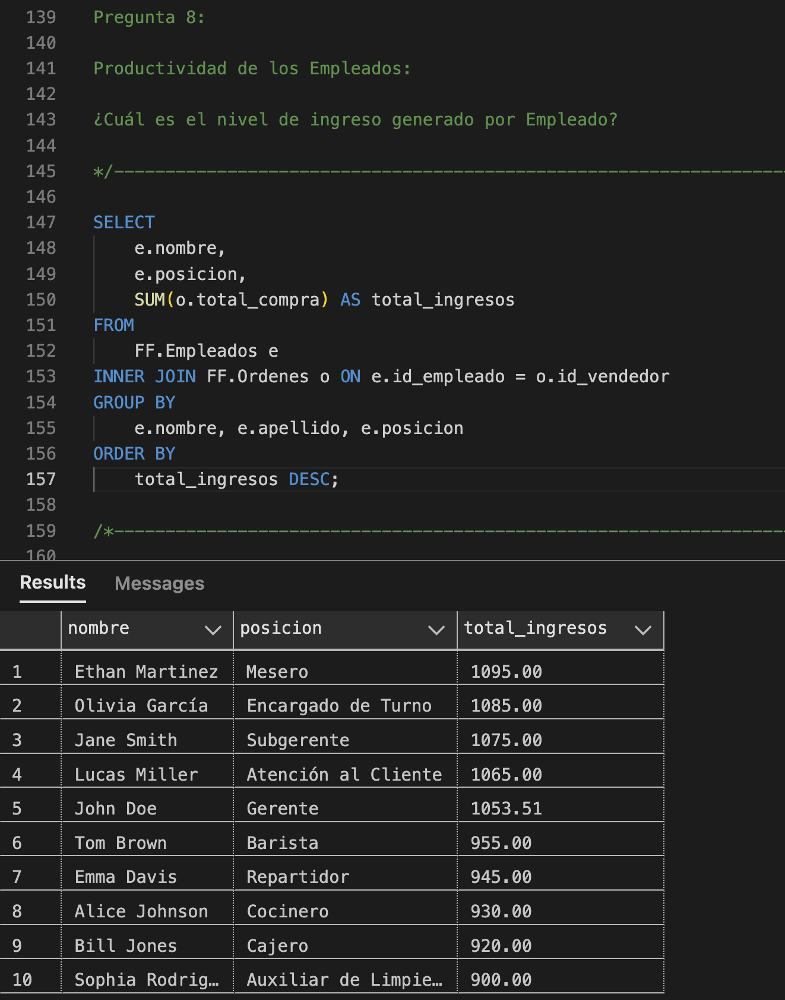 139 Pregunta 8:
140
141 Productividad de los Empleados:
142
143 ¿Cuál es el nivel de ingreso generado por Empleado?
144
145 */----------------------------------------------------------------
146
147 SELECT
148 e.nombre,
149 e.posicion,
150 SUM(o.total_compra) AS total_ingresos
151 FROM
152 FF.Empleados e
153 INNER JOIN FF.Ordenes o ON e.id_empleado = o.id_vendedor
154 GROUP BY
155 e.nombre, e.apellido, e.posicion
156 ORDER BY
157 total_ingresos DESC;
158
159 /*----------------------------------------------------------------
160
Results Messages
nombre posicion total_ingresos
1 Ethan Martinez Mesero 1095.00
2 Olivia García Encargado de Turno 1085.00
3 Jane Smith Subgerente 1075.00
4 Lucas Miller Atención al Cliente 1065.00
5 John Doe Gerente 1053.51
6 Tom Brown Barista 955.00
7 Emma Davis Repartidor 945.00
8 Alice Johnson Cocinero 930.00
9 Bill Jones Cajero 920.00
10 Sophia Rodrig… Auxiliar de Limpie… 900.00